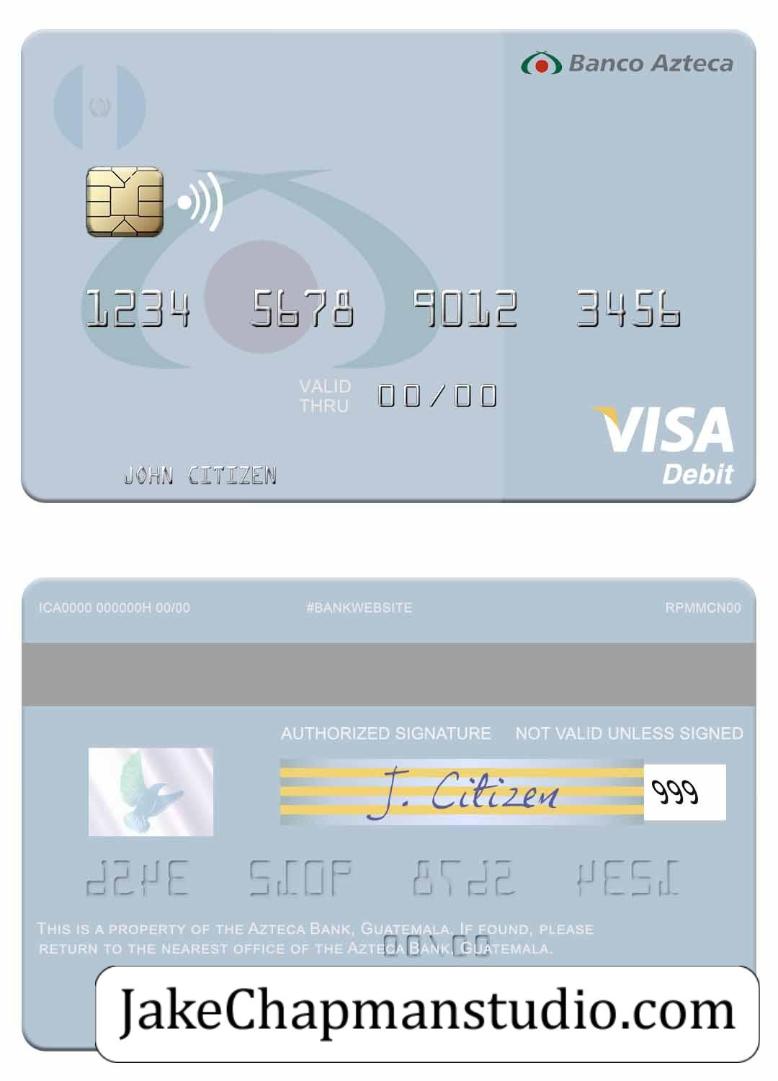 Banco Azteca
1234 5678 9012 3456
VALID
THRU
00/00
VISA
Debit
JOHN CITIZEN
ICA0000 000000H 00/00 #BANKWEBSITE RPMMCN00
AUTHORIZED SIGNATURE NOT VALID UNLESS SIGNED
J. Citizen
999
THIS IS A PROPERTY OF THE AZTECA BANK, GUATEMALA. IF FOUND, PLEASE
RETURN TO THE NEAREST OFFICE OF THE AZTECA BANK, GUATEMALA.
JakeChapmanstudio.com